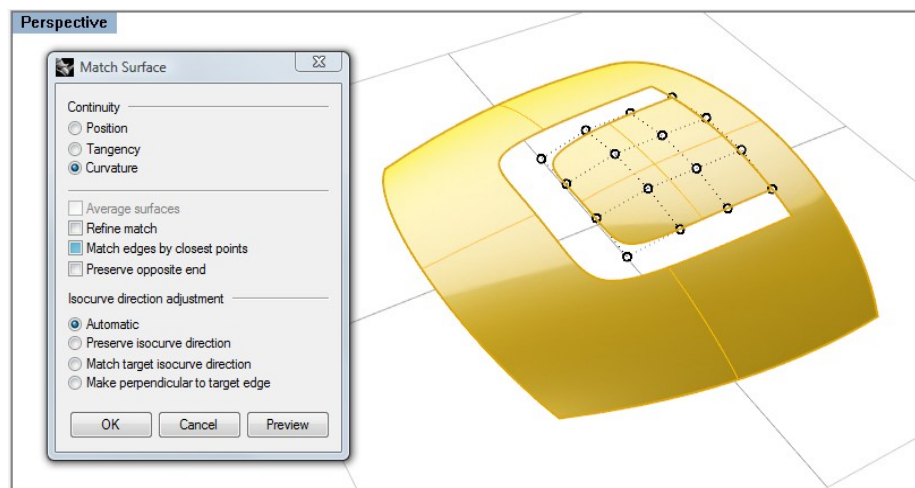 Perspective
Match Surface
Continuity
Position
Tangency
Curvature
Average surfaces
Refine match
Match edges by closest points
Preserve opposite end
Isocurve direction adjustment
Automatic
Preserve isocurve direction
Match target isocurve direction
Make perpendicular to target edge
OK Cancel Preview